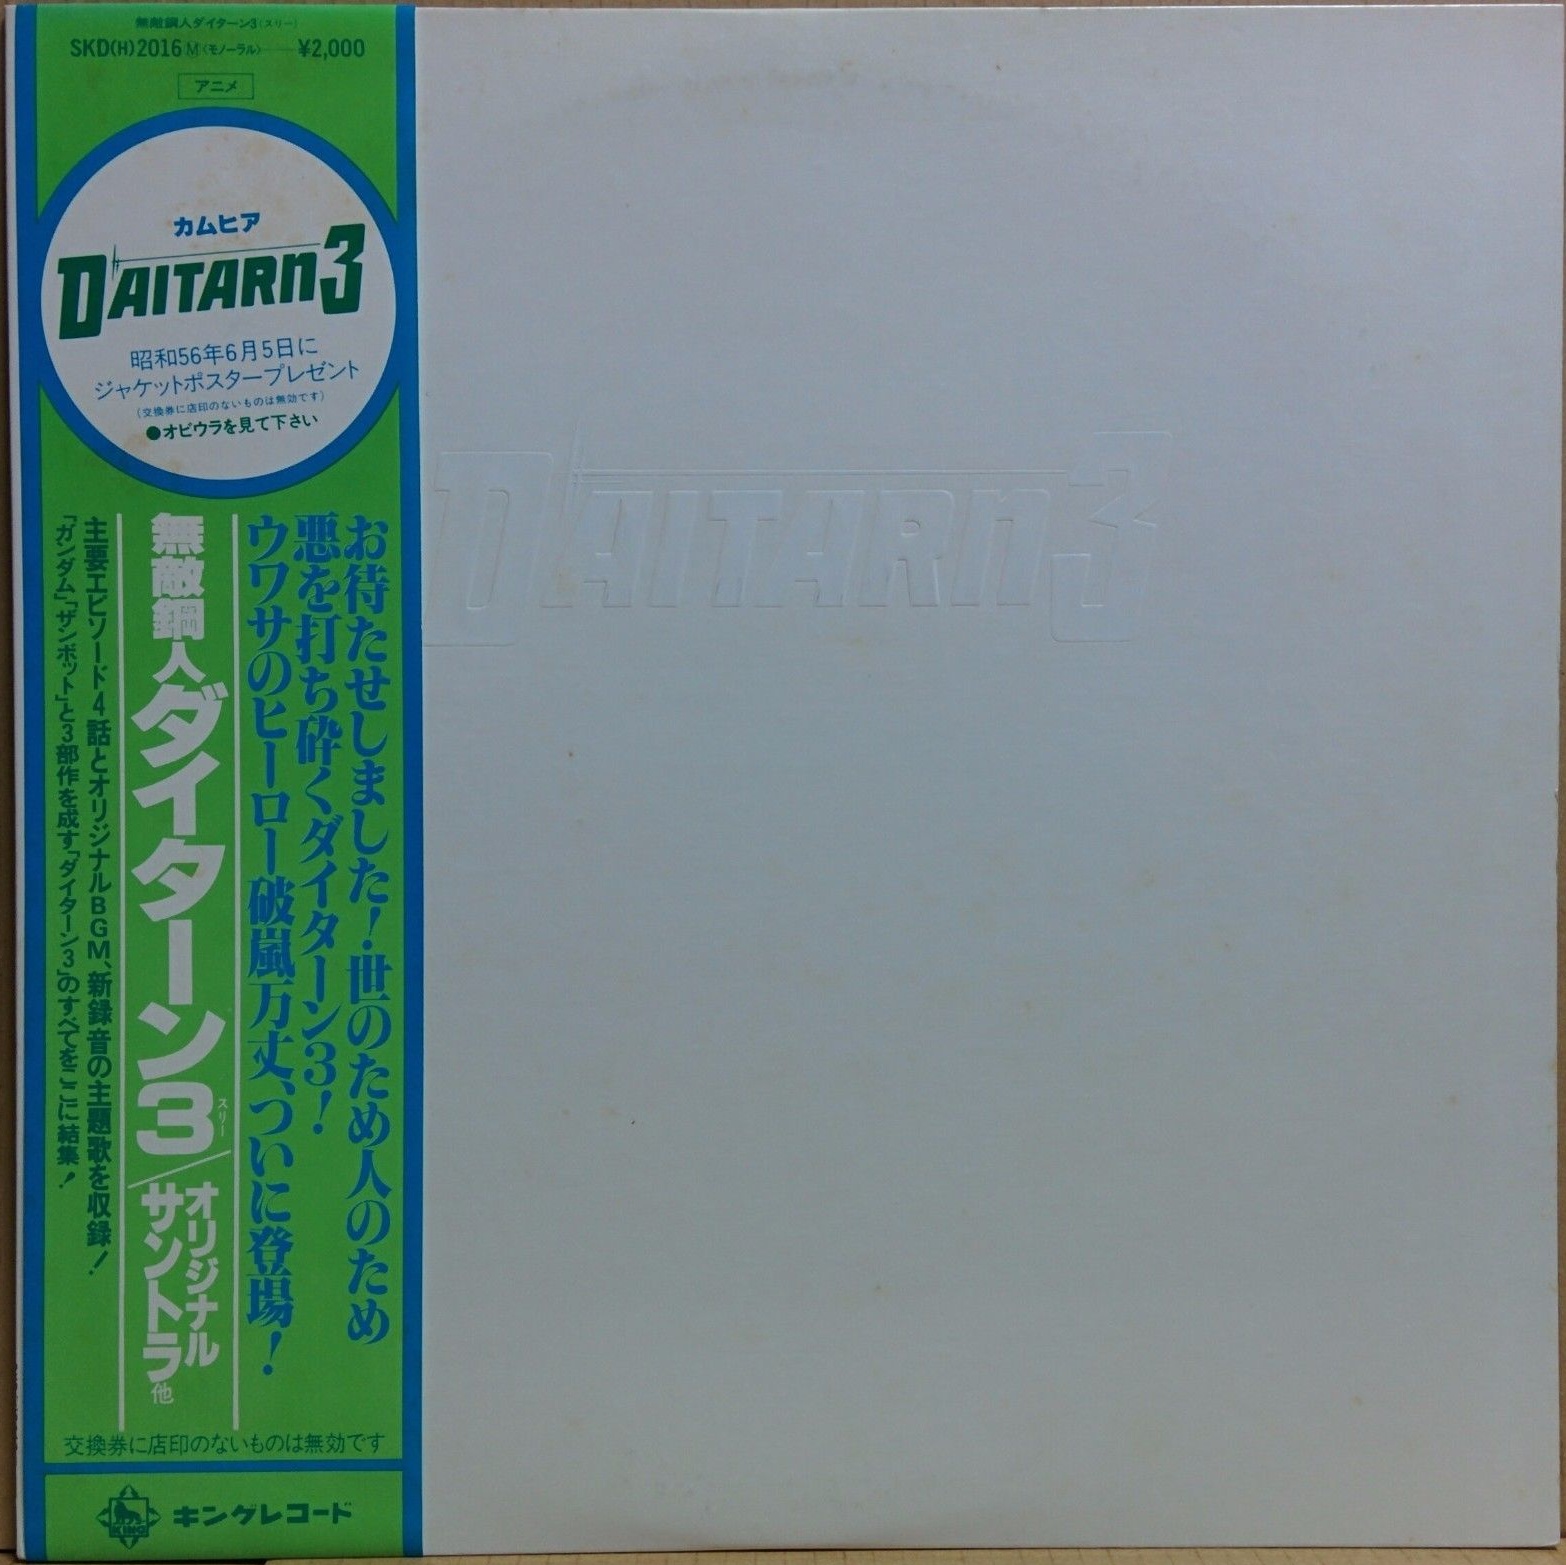 無敵鋼人ダイターン3(スリー)
SKD(H)2016 M(モノーラル) ¥2,000
アニメ
カムヒア
DAITARN3
昭和56年6月5日に
ジャケットポスタープレゼント
(交換券に店印のないものは無効です)
●オビウラを見て下さい
お待たせしました!世のため人のため
悪を打ち砕くダイターン3!
ウワサのヒーロー破嵐万丈、ついに登場!
無敵鋼人ダイターン3
スリー
オリジナル
サントラ他
主要エピソード4話とオリジナルBGM、新録音の主題歌を収録!
「ガンダム」「ザンボット」と3部作を成す「ダイターン3」のすべてをここに結集!
交換券に店印のないものは無効です
KING
キングレコード
DAITARN3